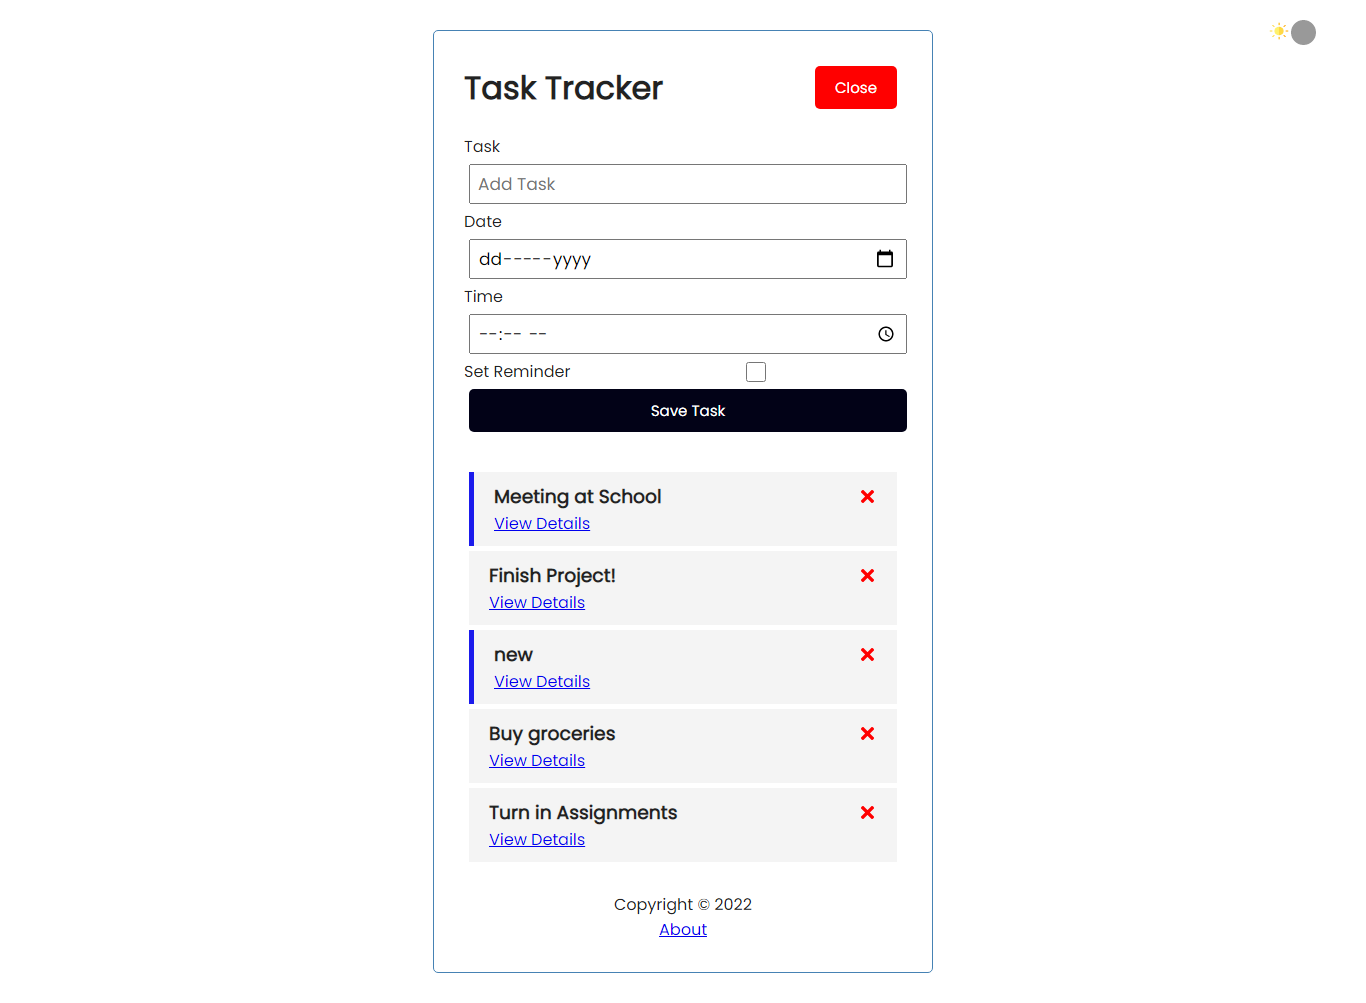 Task Tracker
Close
Task
Add Task
Date
dd-----yyyy
Time
--:-- --
Set Reminder
Save Task
Meeting at School
View Details
Finish Project!
View Details
new
View Details
Buy groceries
View Details
Turn in Assignments
View Details
Copyright © 2022
About